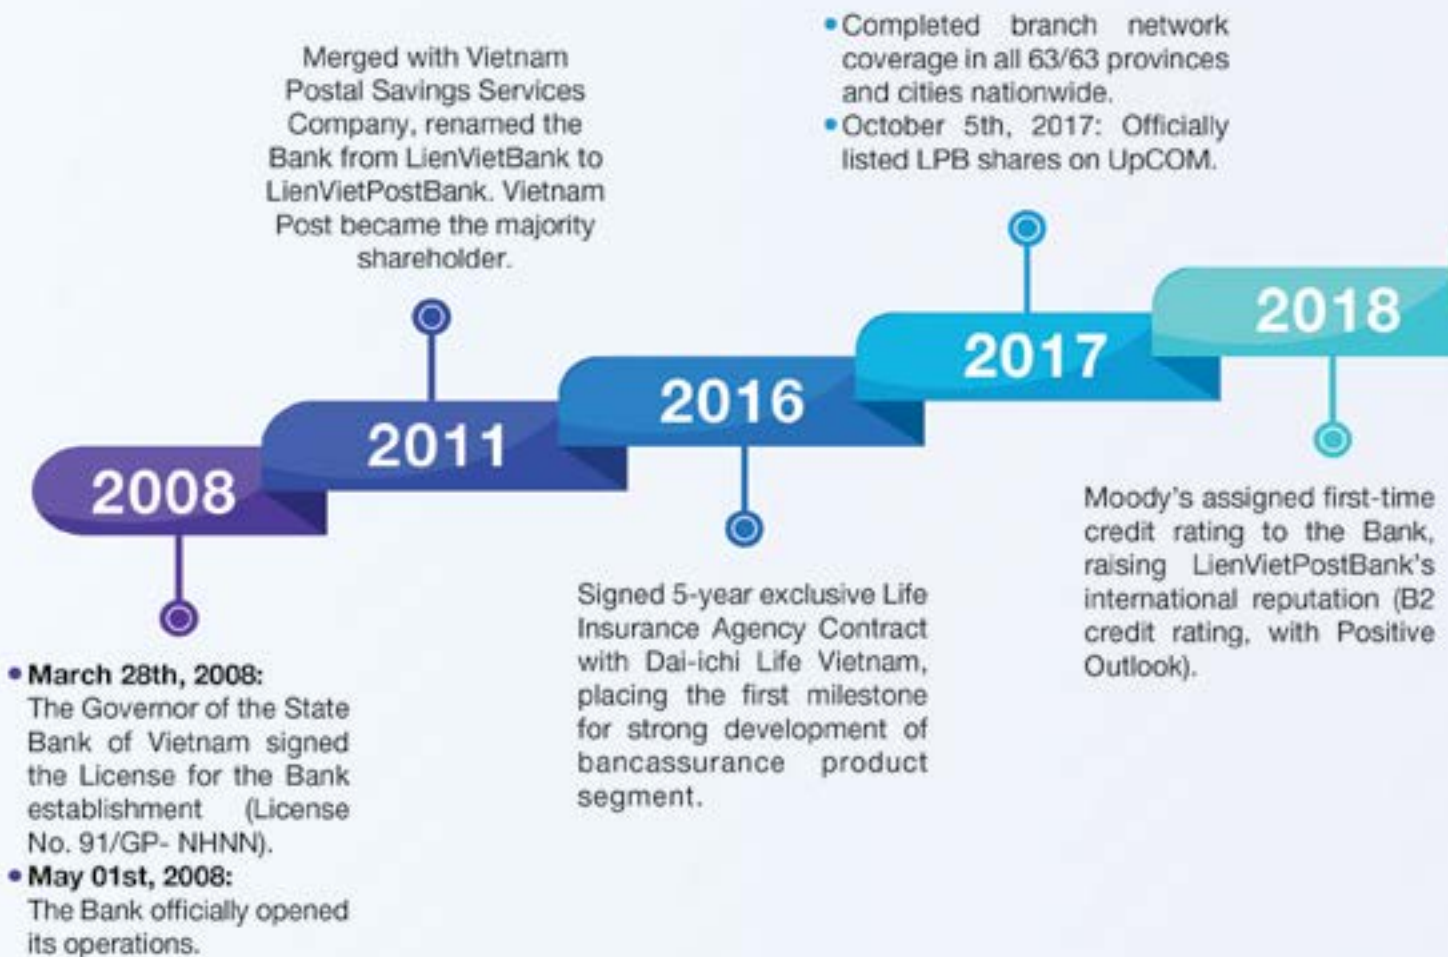 Merged with Vietnam
Postal Savings Services
Company, renamed the
Bank from LienVietBank to
LienVietPostBank. Vietnam
Post became the majority
shareholder.
• Completed branch network
coverage in all 63/63 provinces
and cities nationwide.
• October 5th, 2017: Officially
listed LPB shares on UpCOM.
2008
2011
2016
2017
2018
• March 28th, 2008:
The Governor of the State
Bank of Vietnam signed
the License for the Bank
establishment (License
No. 91/GP- NHNN).
• May 01st, 2008:
The Bank officially opened
its operations.
Signed 5-year exclusive Life
Insurance Agency Contract
with Dai-ichi Life Vietnam,
placing the first milestone
for strong development of
bancassurance product
segment.
Moody's assigned first-time
credit rating to the Bank,
raising LienVietPostBank's
international reputation (B2
credit rating, with Positive
Outlook).